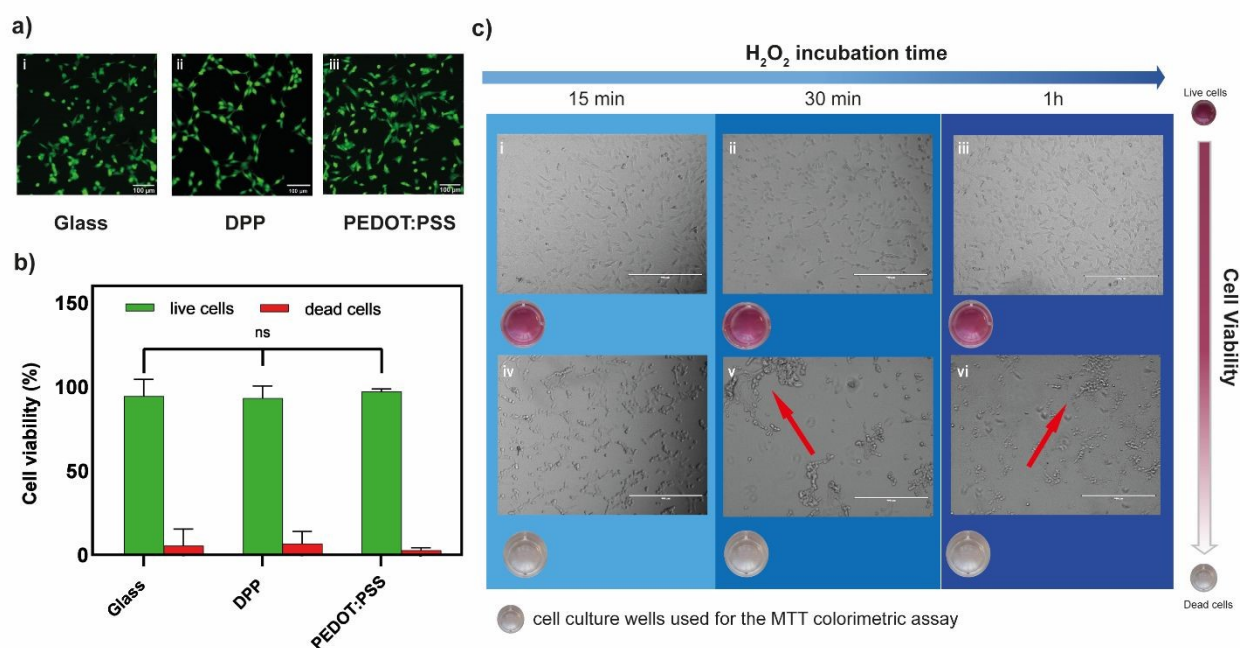 a)
i
ii
iii
100 µm
100 µm
100 µm
Glass
DPP
PEDOT:PSS
b)
Cell viability (%)
150
100
50
0
live cells
dead cells
ns
Glass
DPP
PEDOT:PSS
c)
H₂O₂ incubation time
15 min
30 min
1h
i
ii
iii
iv
v
vi
Live cells
Cell Viability
Dead cells
cell culture wells used for the MTT colorimetric assay